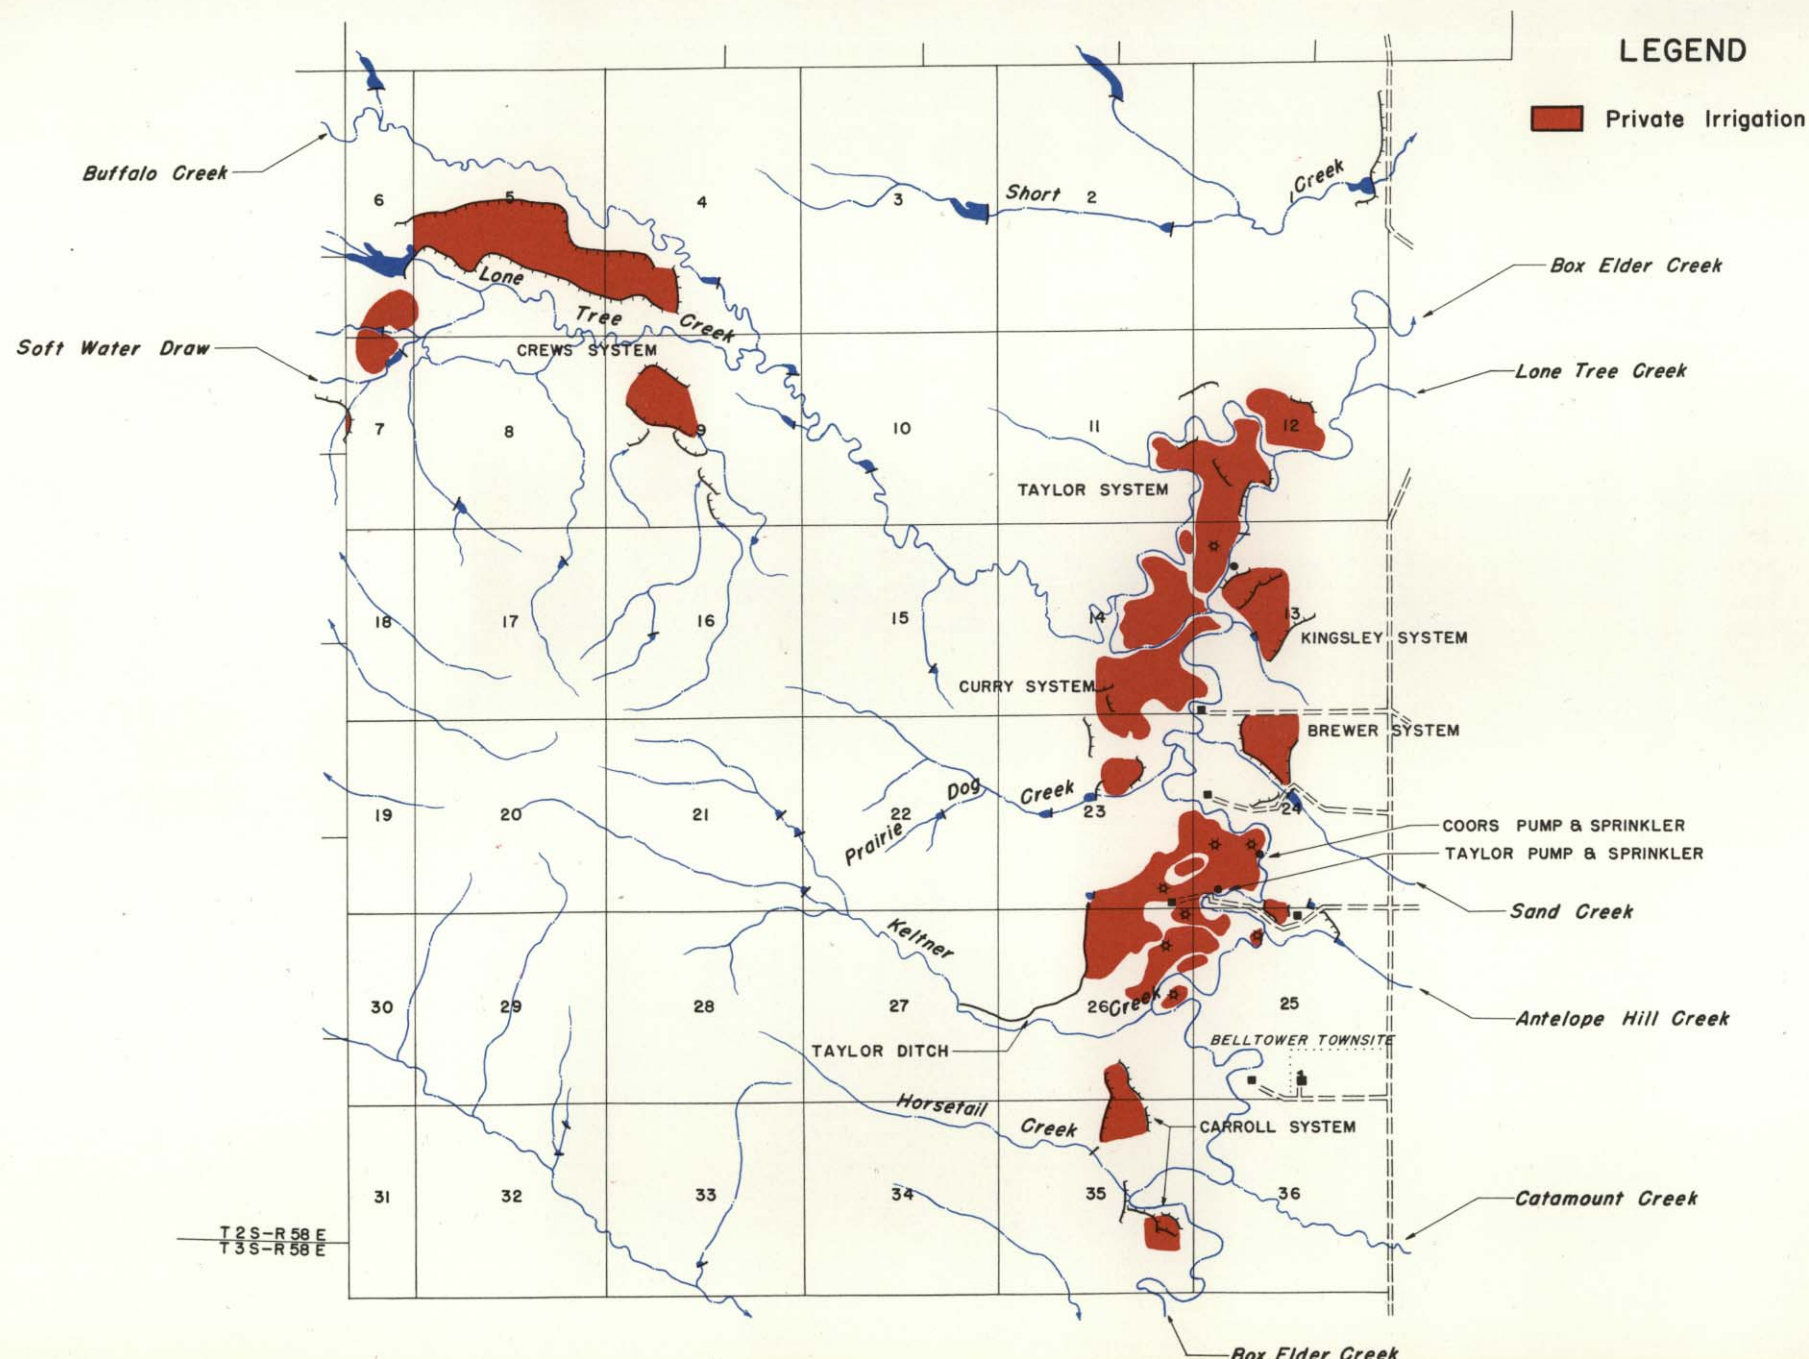 LEGEND
Private Irrigation
Buffalo Creek
6
5
4
3
Short
2
1
Creek
Box Elder Creek
Lone
Tree
Creek
Soft Water Draw
CREWS SYSTEM
Lone Tree Creek
7
8
9
10
11
12
TAYLOR SYSTEM
18
17
16
15
14
13
KINGSLEY SYSTEM
CURRY SYSTEM
BREWER SYSTEM
19
20
21
22
Prairie
Dog
Creek
23
24
COORS PUMP & SPRINKLER
TAYLOR PUMP & SPRINKLER
Sand Creek
Keltner
Creek
30
29
28
27
26
25
Antelope Hill Creek
BELLTOWER TOWNSITE
TAYLOR DITCH
Horsetail
Creek
CARROLL SYSTEM
31
32
33
34
35
36
Catamount Creek
T 2 S-R 58 E
T 3 S-R 58 E
Box Elder Creek